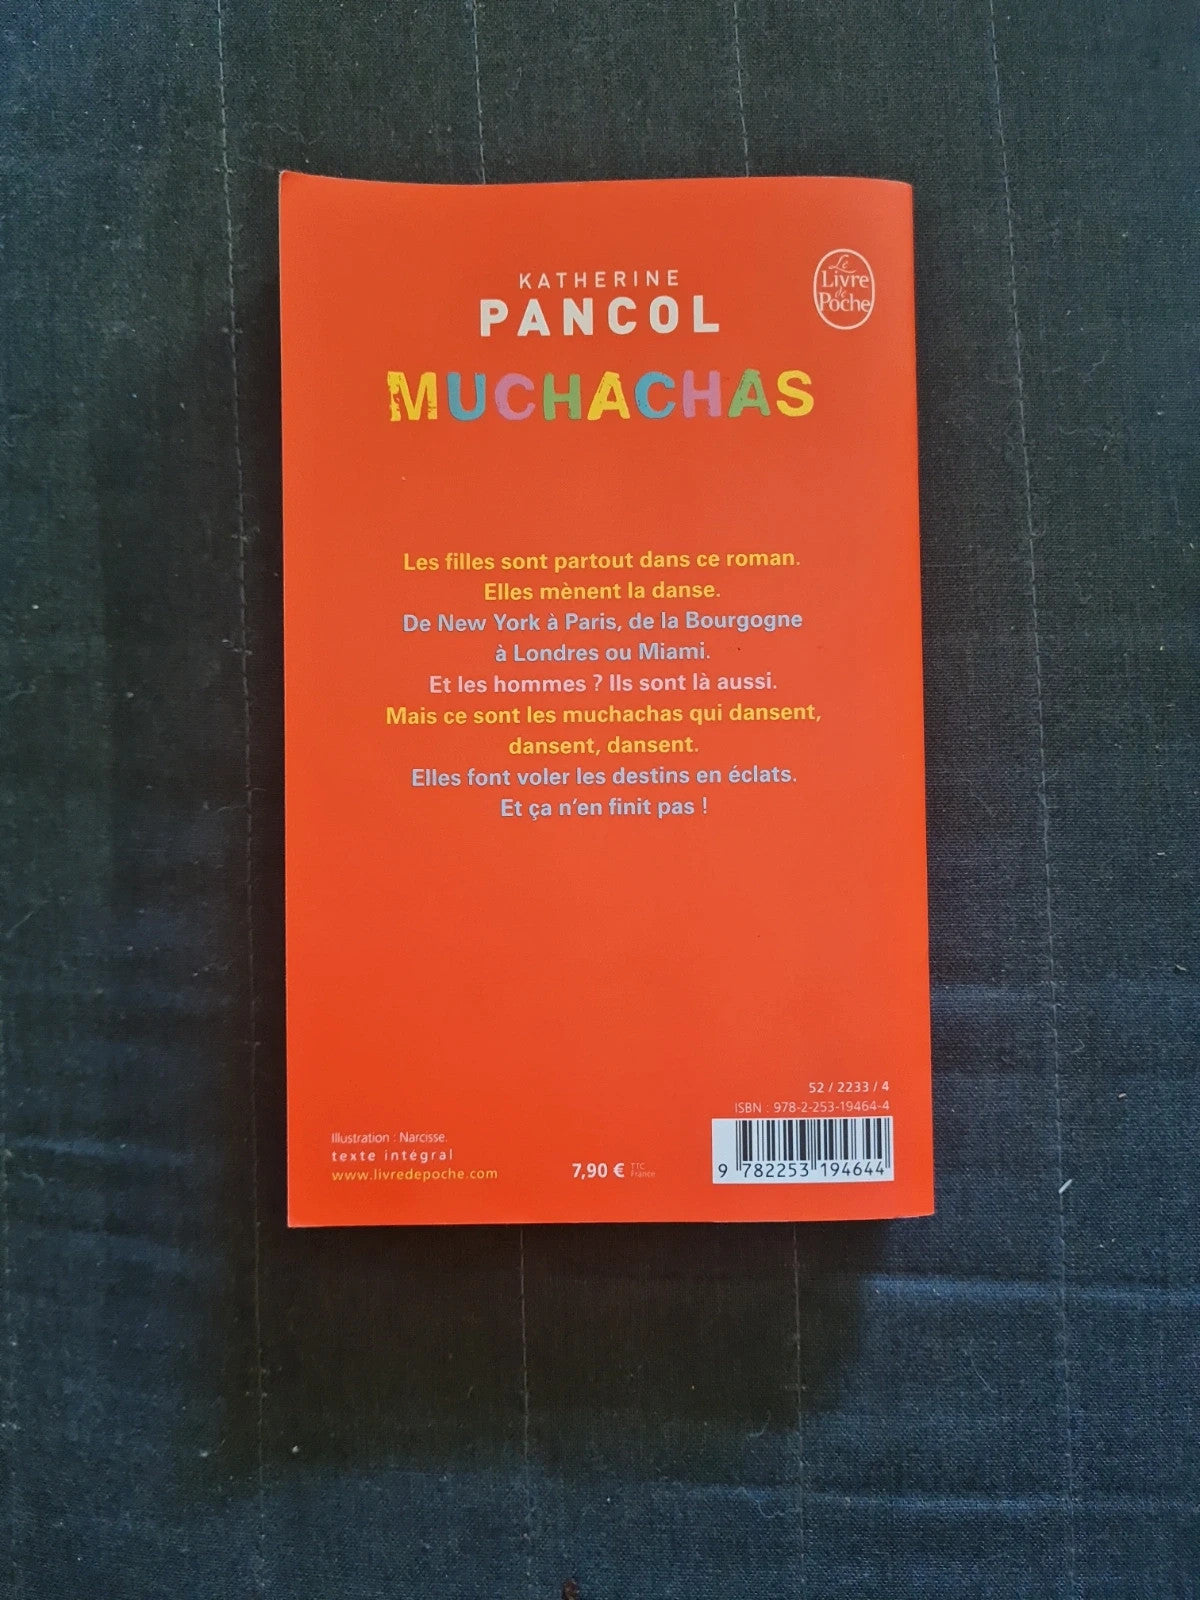 KATHERINE
PANCOL
Le
Livre
de
Poche
MUCHACHAS
Les filles sont partout dans ce roman.
Elles mènent la danse.
De New York à Paris, de la Bourgogne
à Londres ou Miami.
Et les hommes ? Ils sont là aussi.
Mais ce sont les muchachas qui dansent,
dansent, dansent.
Elles font voler les destins en éclats.
Et ça n'en finit pas !
52 / 2233 / 4
ISBN : 978-2-253-19464-4
Illustration : Narcisse.
texte intégral
www.livredepoche.com
7,90 € TTC
France
9 782253 194644